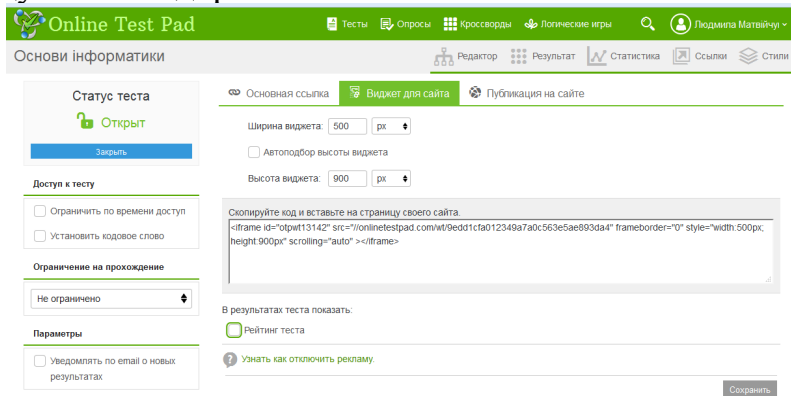 Online Test Pad
Тесты Опросы Кроссворды Логические игры Людмила Матвійчук
Основи інформатики
Редактор Результат Статистика Ссылки Стили
Статус теста
Открыт
Закрыть
Доступ к тесту
Ограничить по времени доступ
Установить кодовое слово
Ограничение на прохождение
Не ограничено
Параметры
Уведомлять по email о новых
результатах
Основная ссылка Виджет для сайта Публикация на сайте
Ширина виджета: 500 px
Автоподбор высоты виджета
Высота виджета: 900 px
Скопируйте код и вставьте на страницу своего сайта.
<iframe id="otpwt13142" src="//onlinetestpad.com/wt/9edd1cfa012349a7a0c563e5ae893da4" frameborder="0" style="width:500px;
height:900px" scrolling="auto" ></iframe>
В результатах теста показать:
Рейтинг теста
Узнать как отключить рекламу.
Сохранить